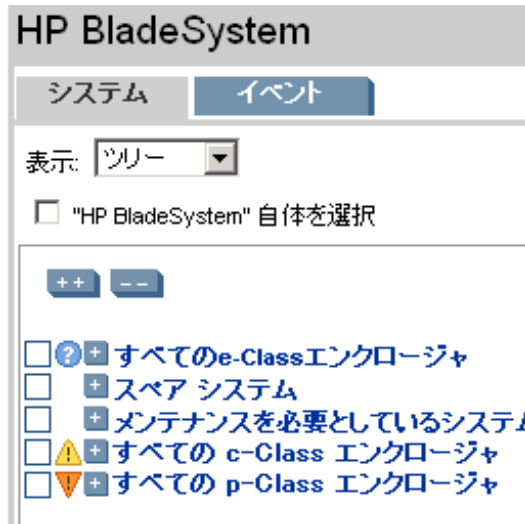 HP BladeSystem
システム イベント
表示: ツリー
"HP BladeSystem" 自体を選択
++ --
すべてのe-Classエンクロージャ
スペア システム
メンテナンスを必要としているシステム
すべての c-Class エンクロージャ
すべての p-Class エンクロージャ